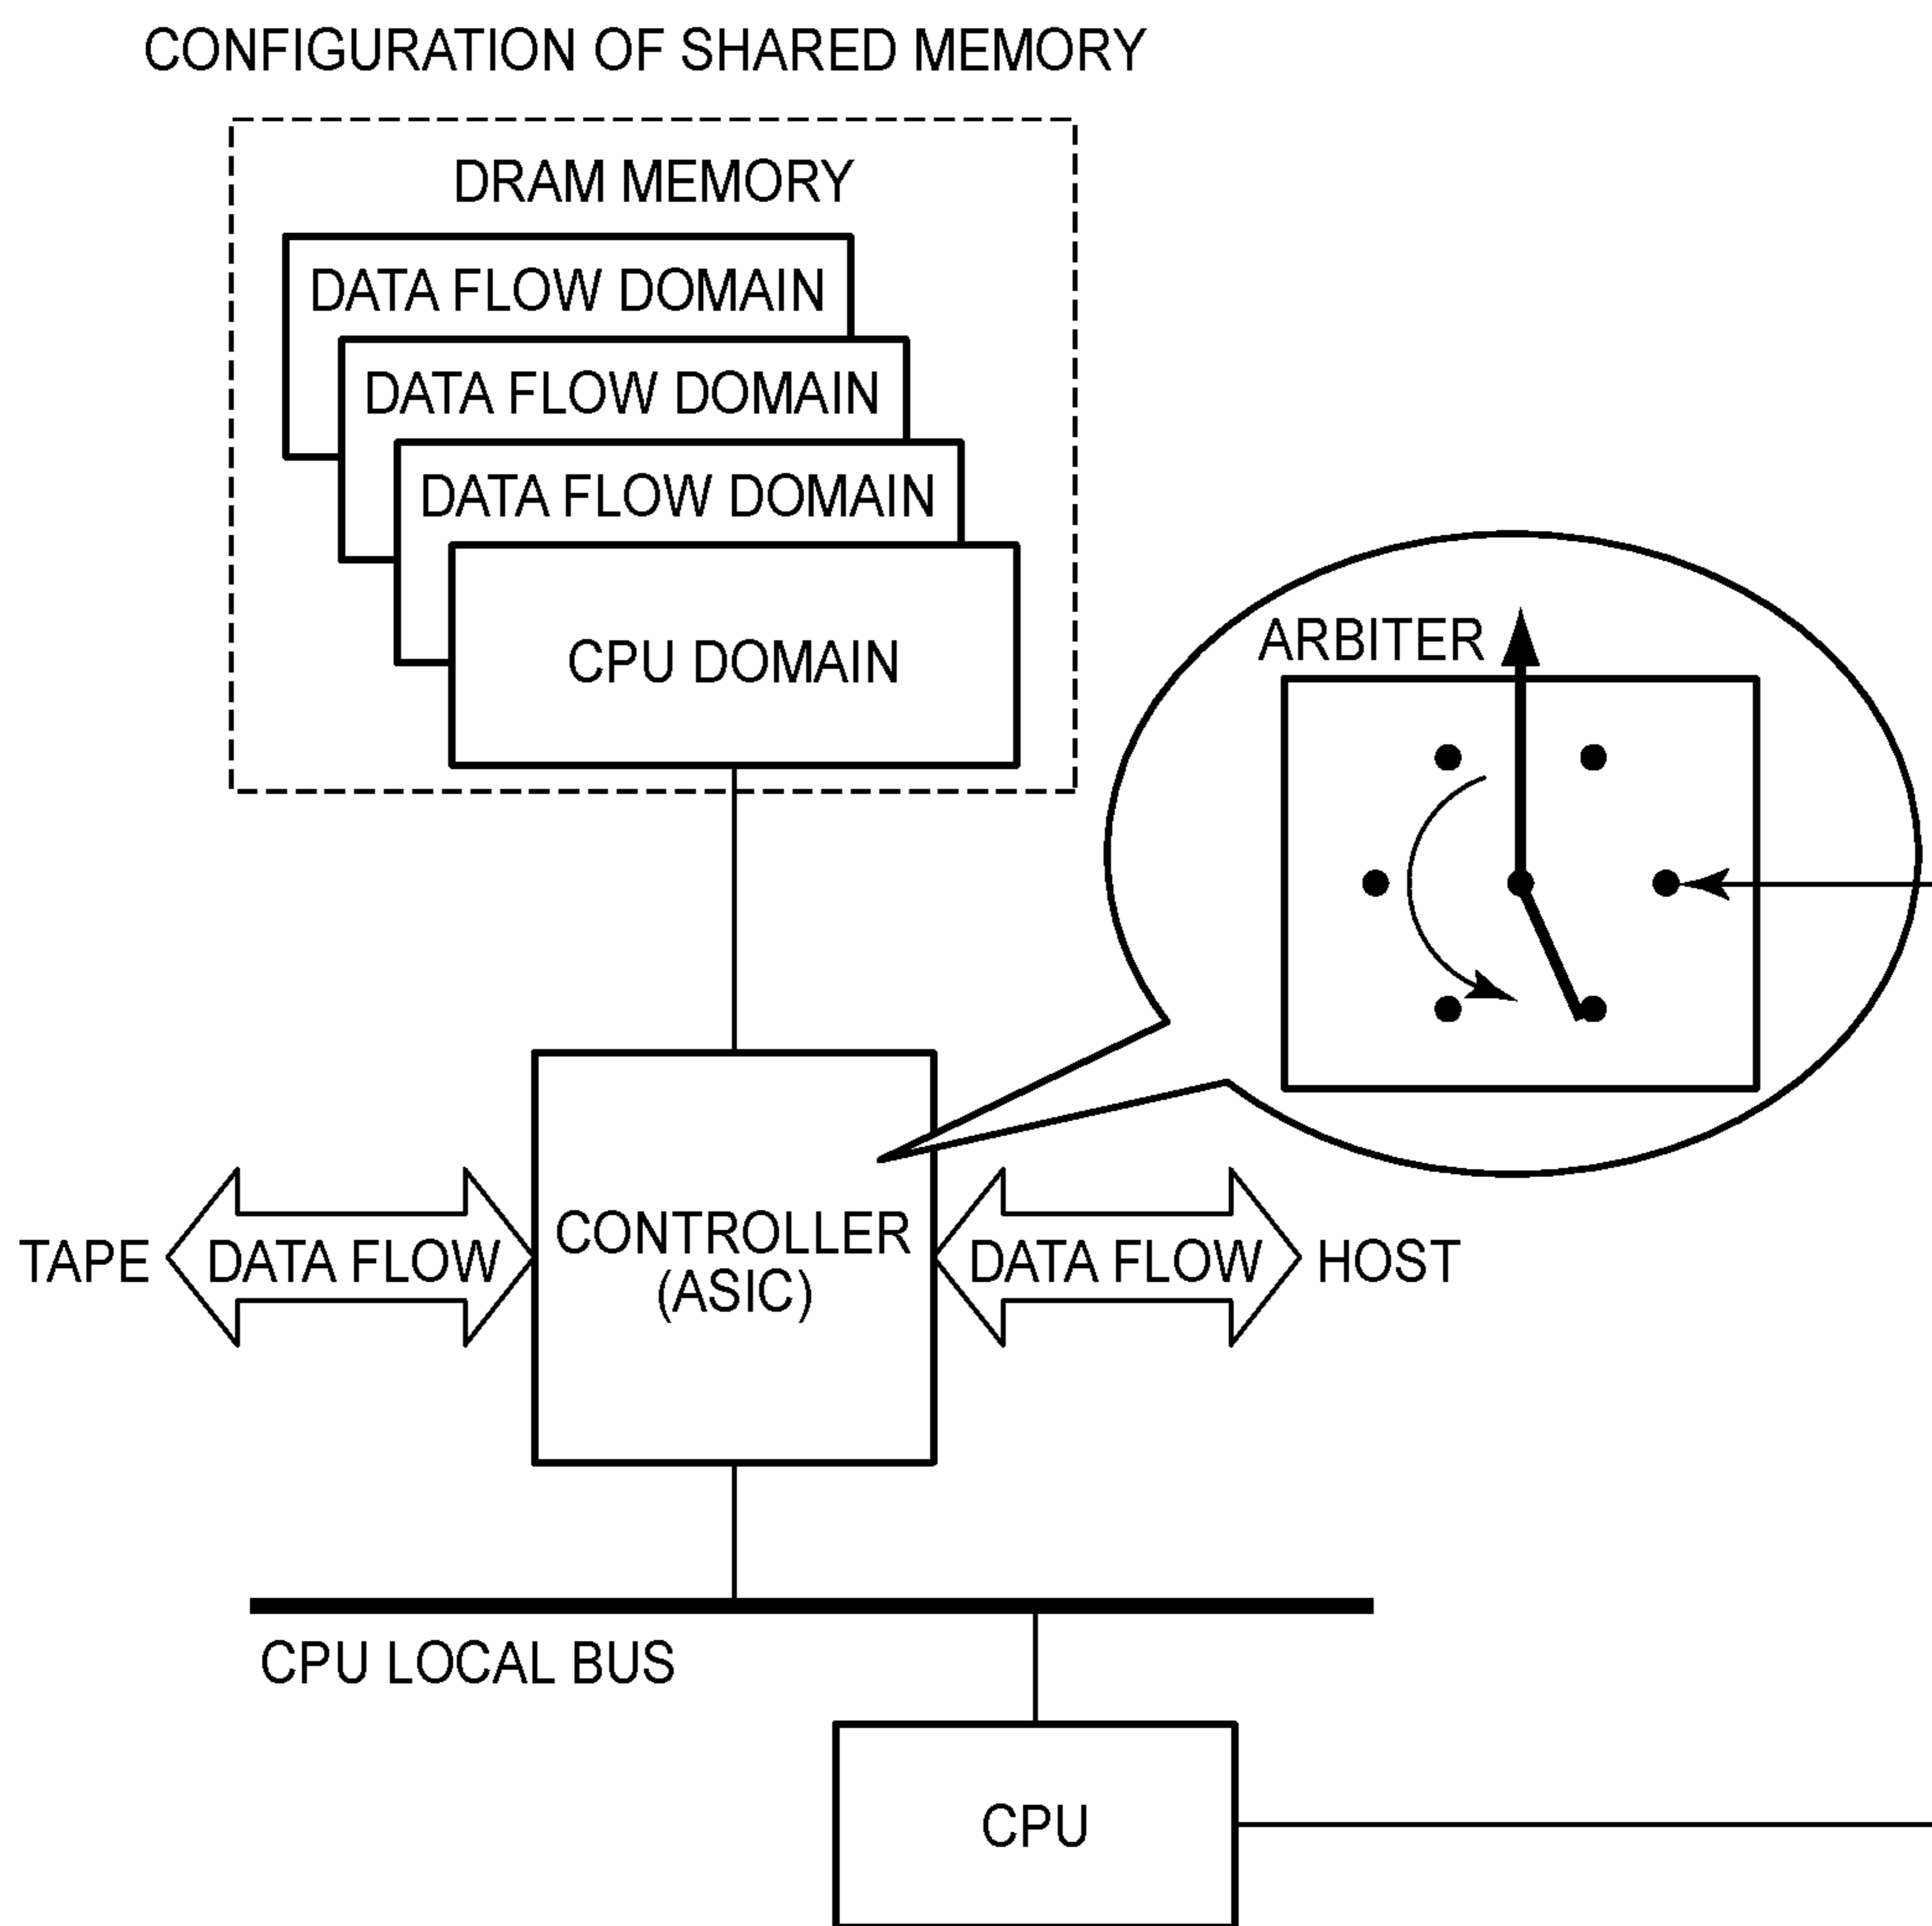 CONFIGURATION OF SHARED MEMORY
DRAM MEMORY
DATA FLOW DOMAIN
DATA FLOW DOMAIN
DATA FLOW DOMAIN
CPU DOMAIN
ARBITER
TAPE
DATA FLOW
CONTROLLER
(ASIC)
DATA FLOW
HOST
CPU LOCAL BUS
CPU